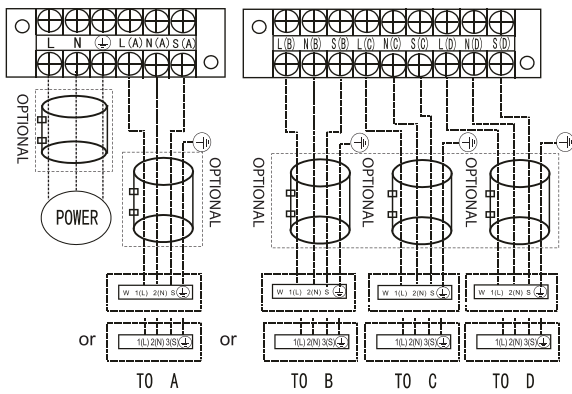 L N L(A) N(A) S(A)
L(B) N(B) S(B) L(C) N(C) S(C) L(D) N(D) S(D)
OPTIONAL
POWER
OPTIONAL
OPTIONAL
OPTIONAL
OPTIONAL
W 1(L) 2(N) S
W 1(L) 2(N) S
W 1(L) 2(N) S
W 1(L) 2(N) S
or
1(L) 2(N) 3(S)
or
1(L) 2(N) 3(S)
1(L) 2(N) 3(S)
1(L) 2(N) 3(S)
TO A
TO B
TO C
TO D